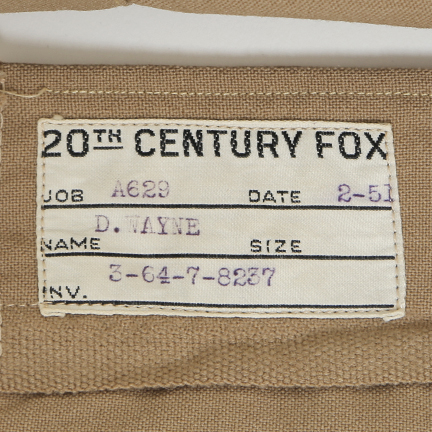 20TH CENTURY FOX
JOB A629 DATE 2-51
D. WAYNE
NAME SIZE
3-64-7-8237
INV.